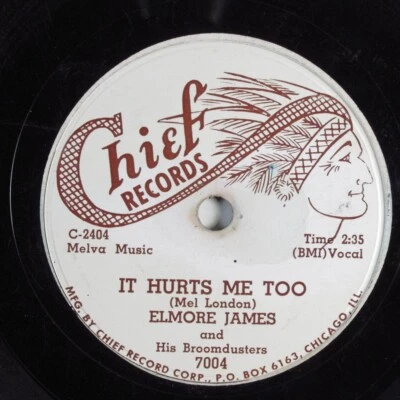 Chief
RECORDS
C-2404
Melva Music
Time 2:35
(BMI)Vocal
IT HURTS ME TOO
(Mel London)
ELMORE JAMES
and
His Broomdusters
7004
MFG. BY CHIEF RECORD CORP., P.O. BOX 6163, CHICAGO, ILL.